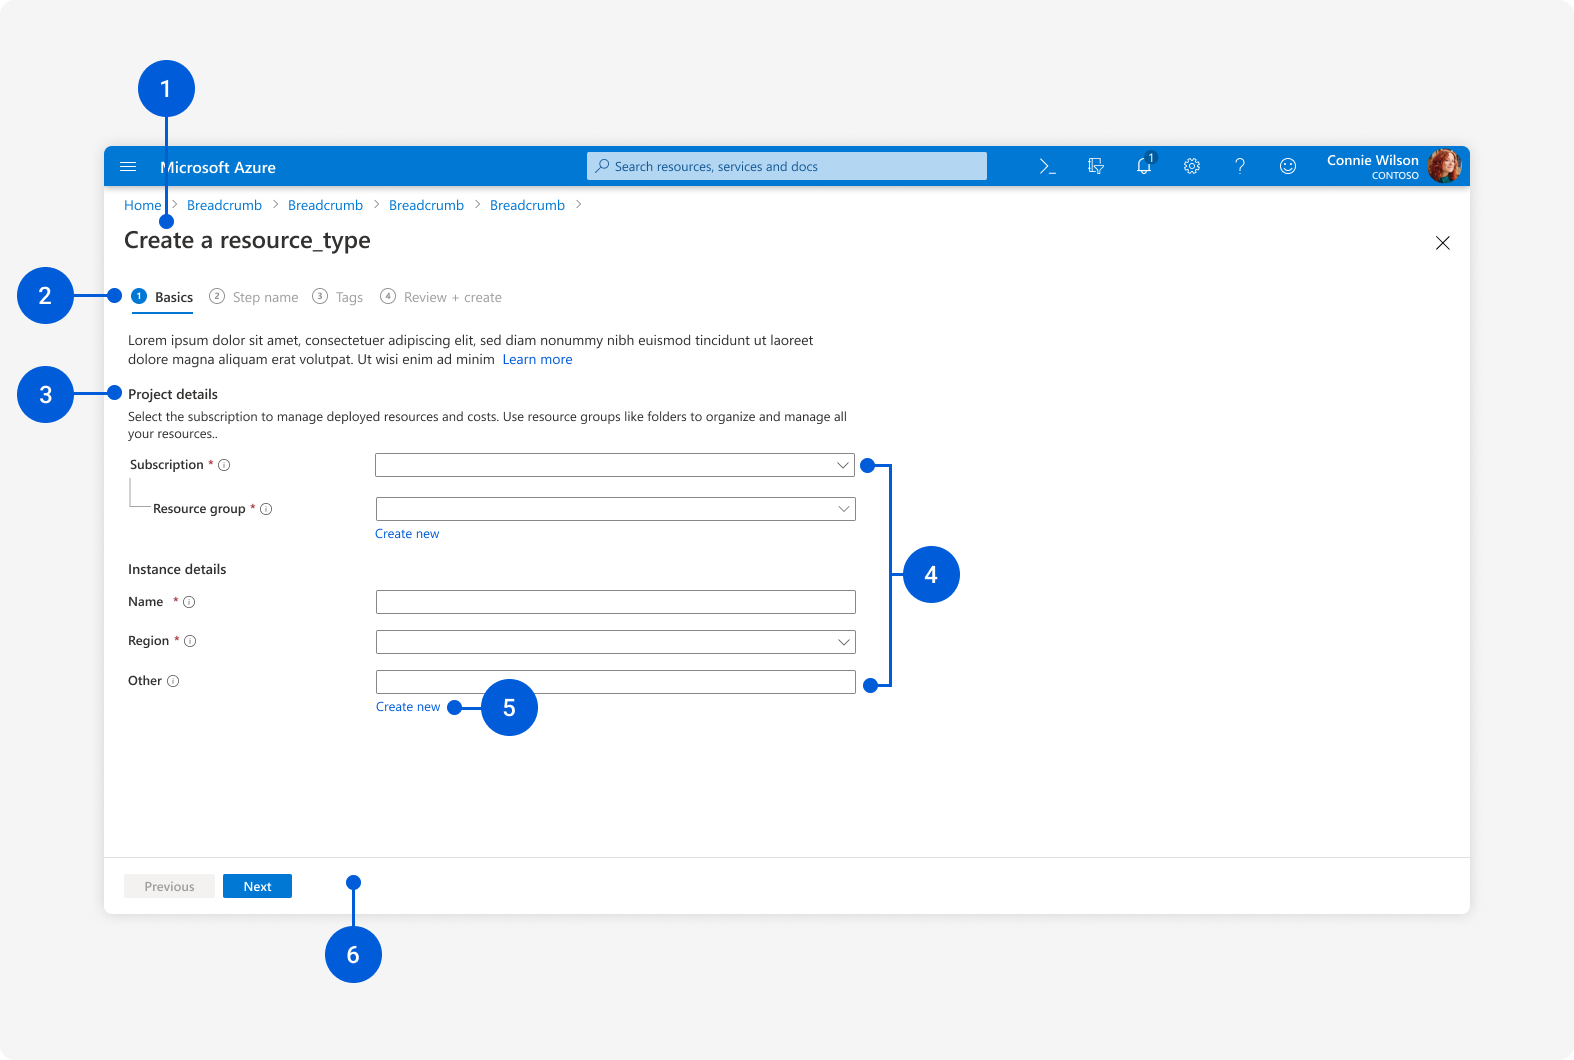 1
Microsoft Azure
Search resources, services and docs
1
Connie Wilson
CONTOSO
Home > Breadcrumb > Breadcrumb > Breadcrumb > Breadcrumb >
Create a resource_type
2
1 Basics 2 Step name 3 Tags 4 Review + create
Lorem ipsum dolor sit amet, consectetuer adipiscing elit, sed diam nonummy nibh euismod tincidunt ut laoreet
dolore magna aliquam erat volutpat. Ut wisi enim ad minim Learn more
3
Project details
Select the subscription to manage deployed resources and costs. Use resource groups like folders to organize and manage all
your resources..
Subscription *
Resource group *
Create new
4
Instance details
Name *
Region *
Other
Create new
5
Previous Next
6